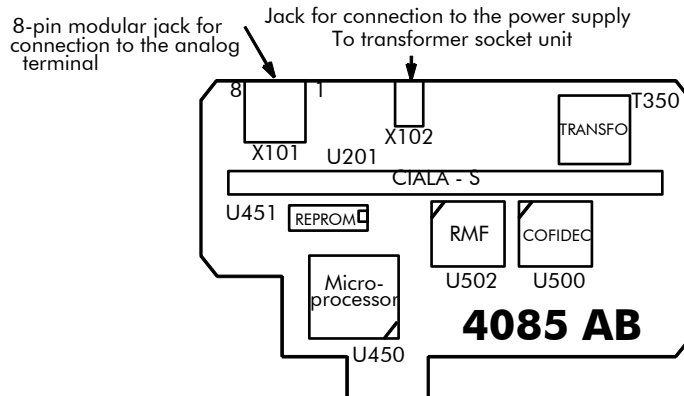 8-pin modular jack for
connection to the analog
terminal
Jack for connection to the power supply
To transformer socket unit
8
1
T350
TRANSFO
X101
X102
U201
CIALA - S
U451
REPROM
RMF
COFIDEC
U502
U500
Micro-
processor
4085 AB
U450